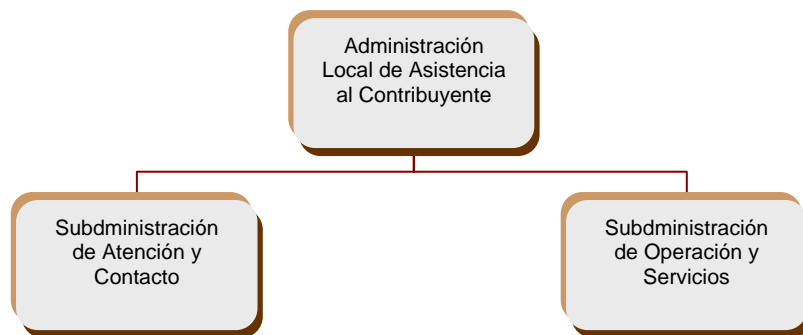 Administración
Local de Asistencia
al Contribuyente
Subdministración
de Atención y
Contacto
Subdministración
de Operación y
Servicios